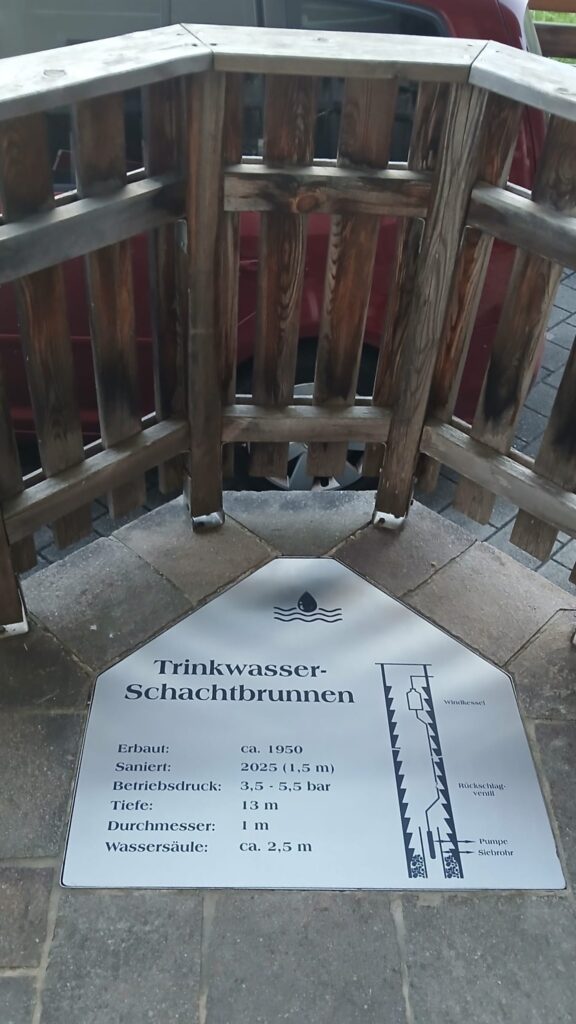 Trinkwasser-
Schachtbrunnen
Erbaut: ca. 1950
Saniert: 2025 (1,5 m)
Betriebsdruck: 3,5 - 5,5 bar
Tiefe: 13 m
Durchmesser: 1 m
Wassersäule: ca. 2,5 m
Windkessel
Rückschlag-
ventil
Pumpe
Siebrohr